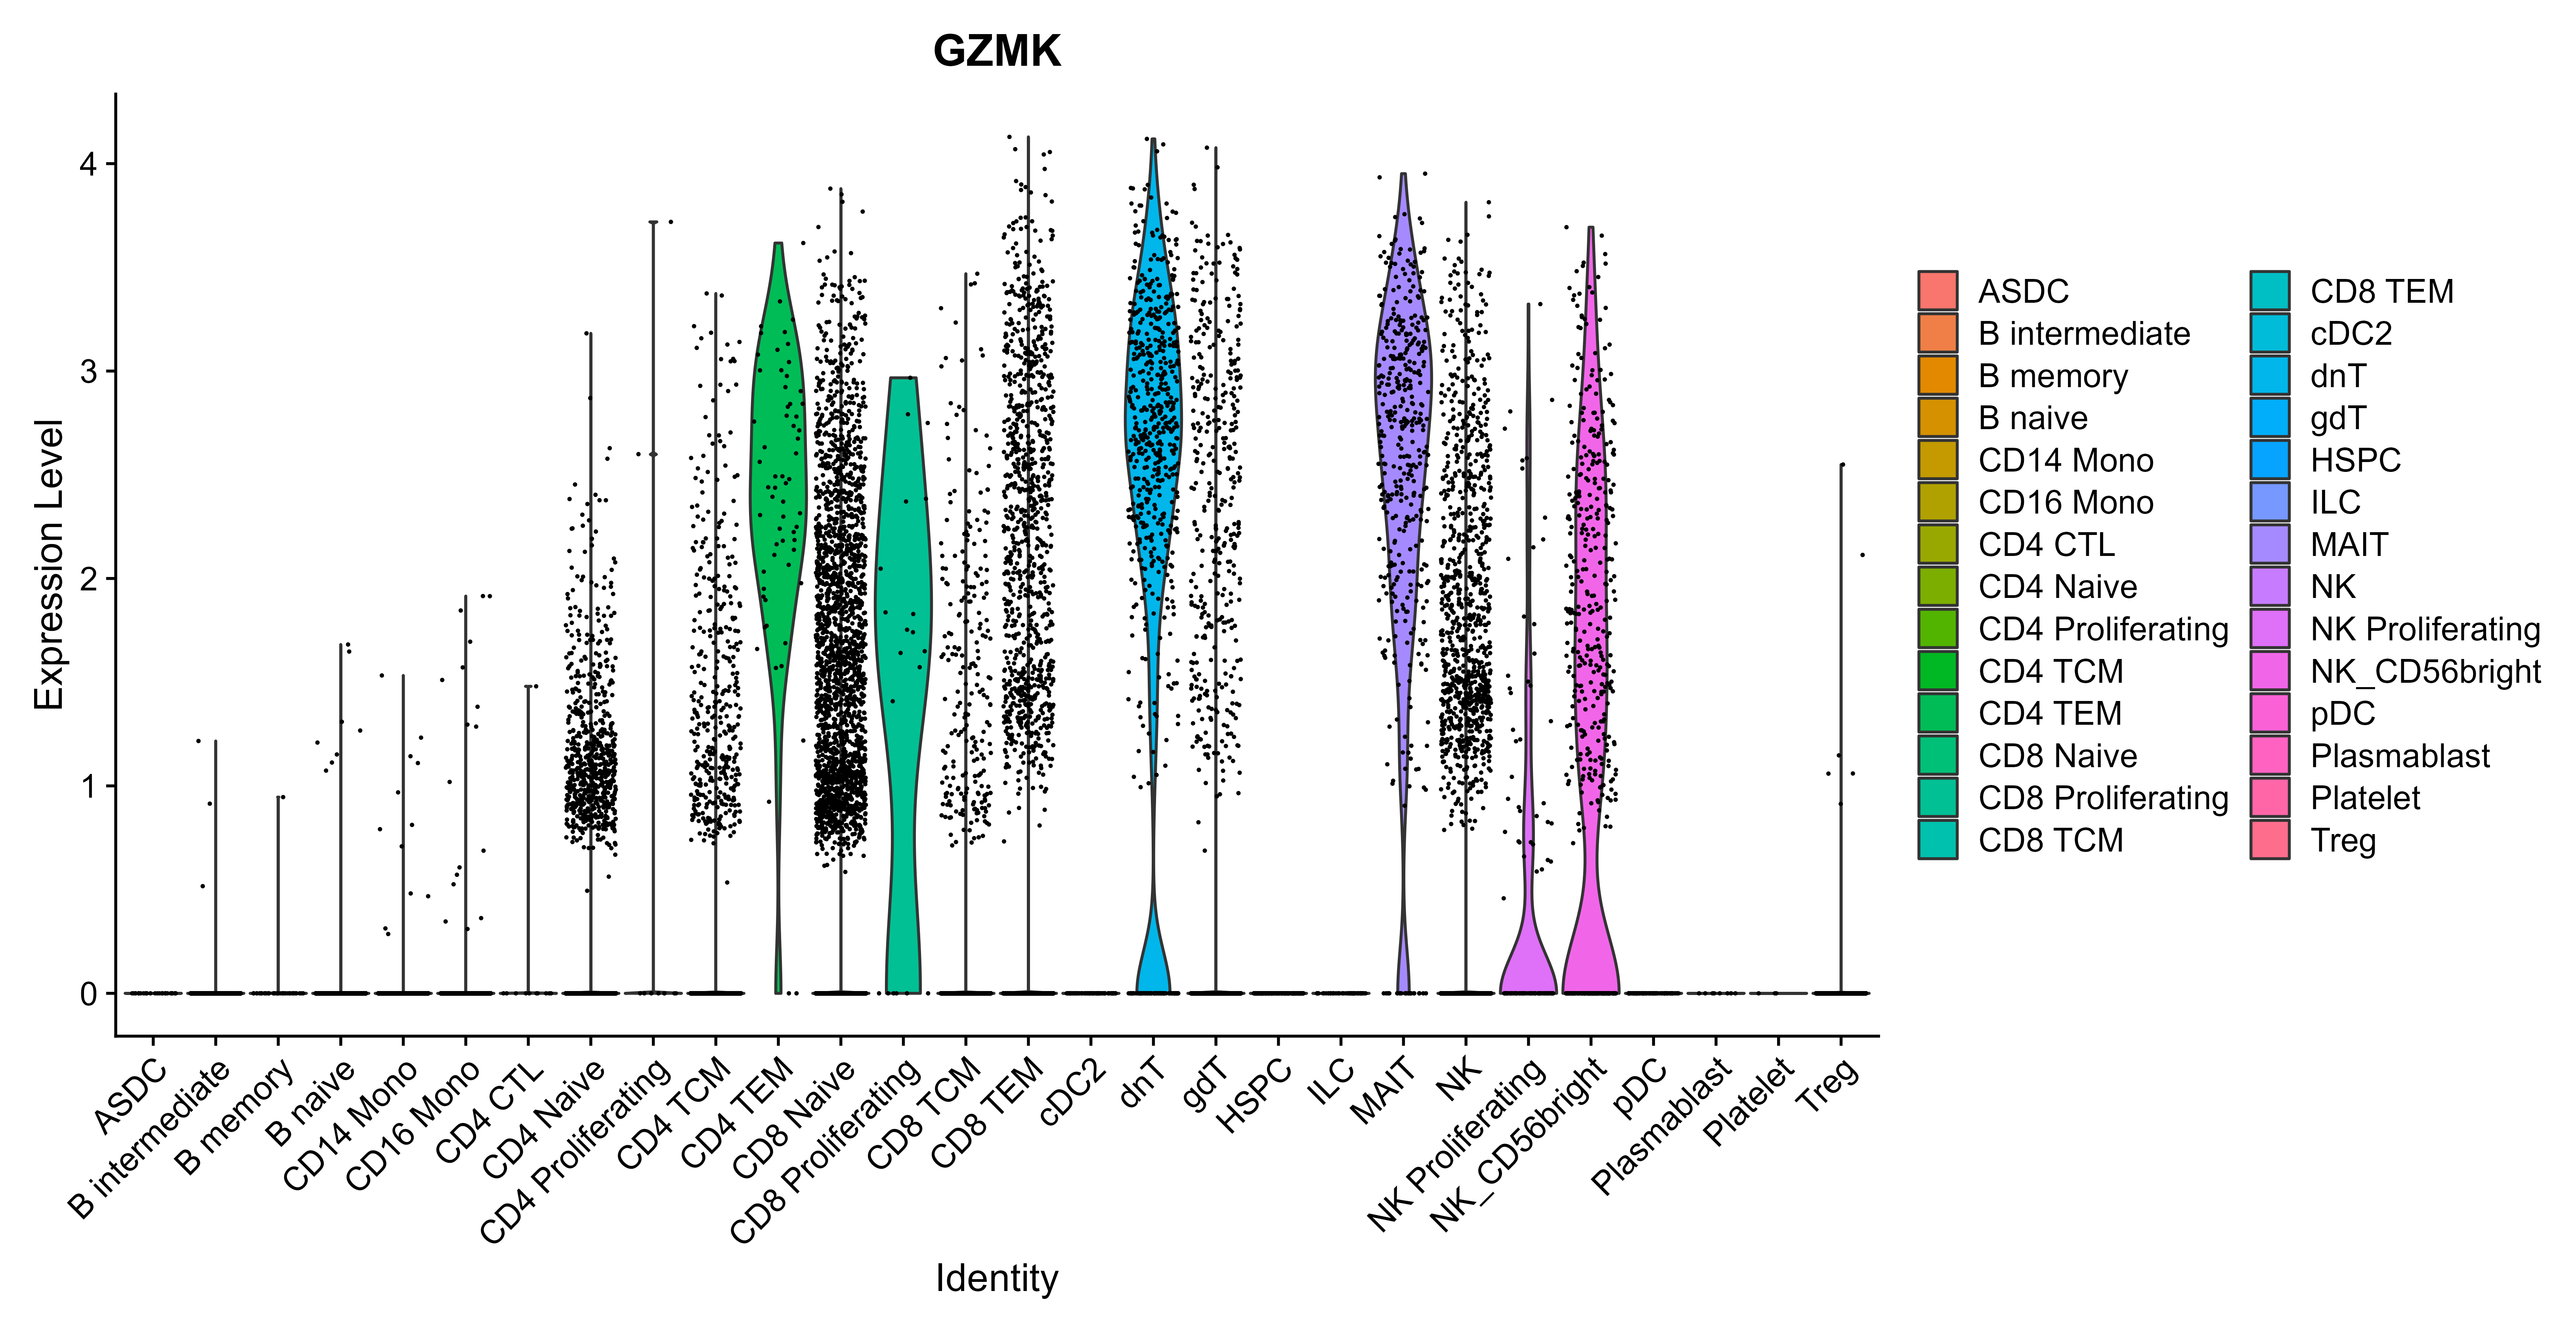 GZMK
Expression Level
4
3
2
1
0
ASDC
B intermediate
B memory
B naive
CD14 Mono
CD16 Mono
CD4 CTL
CD4 Naive
CD4 Proliferating
CD4 TCM
CD4 TEM
CD8 Naive
CD8 Proliferating
CD8 TCM
CD8 TEM
cDC2
dnT
gdT
HSPC
ILC
MAIT
NK
NK Proliferating
NK_CD56bright
pDC
Plasmablast
Platelet
Treg
Identity
ASDC
B intermediate
B memory
B naive
CD14 Mono
CD16 Mono
CD4 CTL
CD4 Naive
CD4 Proliferating
CD4 TCM
CD4 TEM
CD8 Naive
CD8 Proliferating
CD8 TCM
CD8 TEM
cDC2
dnT
gdT
HSPC
ILC
MAIT
NK
NK Proliferating
NK_CD56bright
pDC
Plasmablast
Platelet
Treg